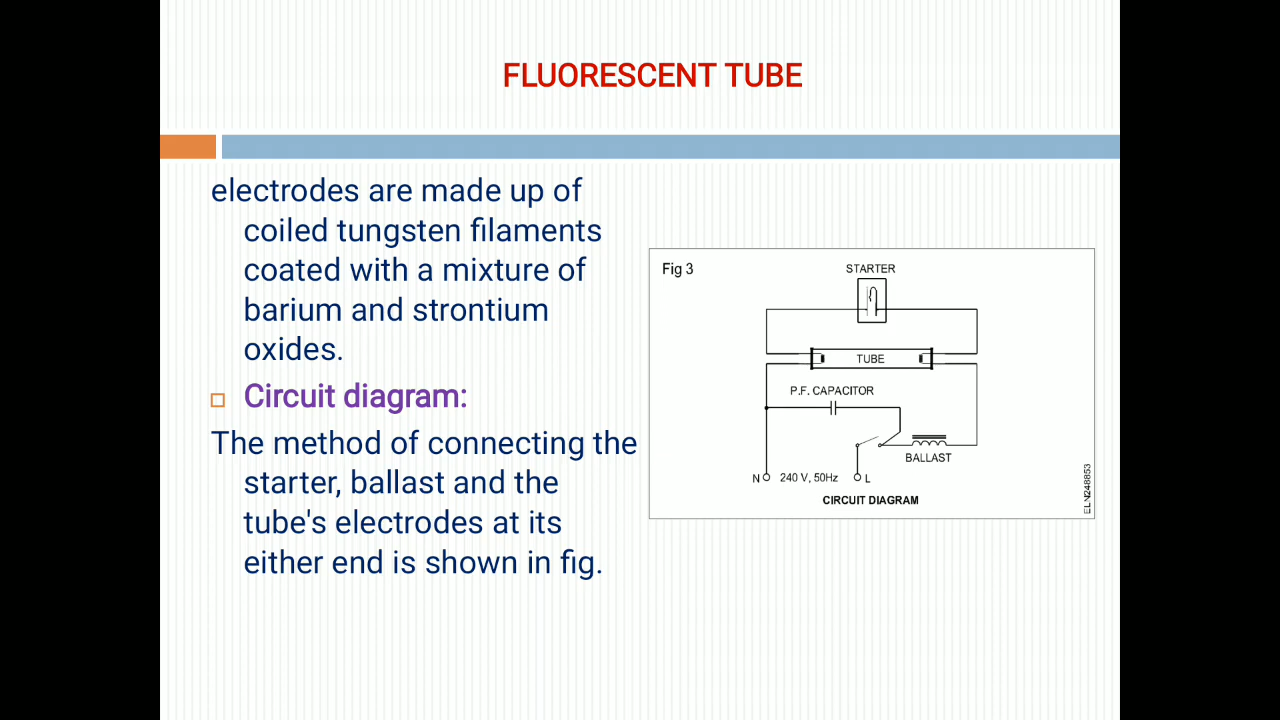 FLUORESCENT TUBE
electrodes are made up of
coiled tungsten filaments
coated with a mixture of
barium and strontium
oxides.
Circuit diagram:
The method of connecting the
starter, ballast and the
tube's electrodes at its
either end is shown in fig.
Fig 3
STARTER
TUBE
P.F. CAPACITOR
BALLAST
N 240 V, 50Hz L
CIRCUIT DIAGRAM
ELN248853